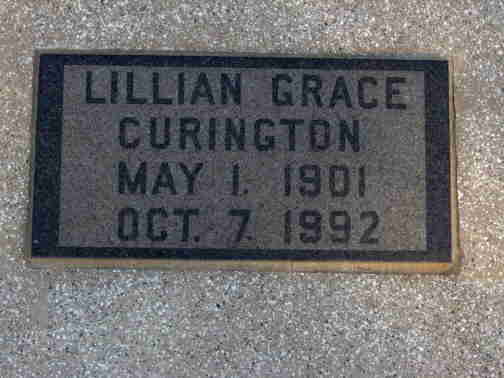 LILLIAN GRACE
CURINGTON
MAY 1. 1901
OCT. 7. 1992